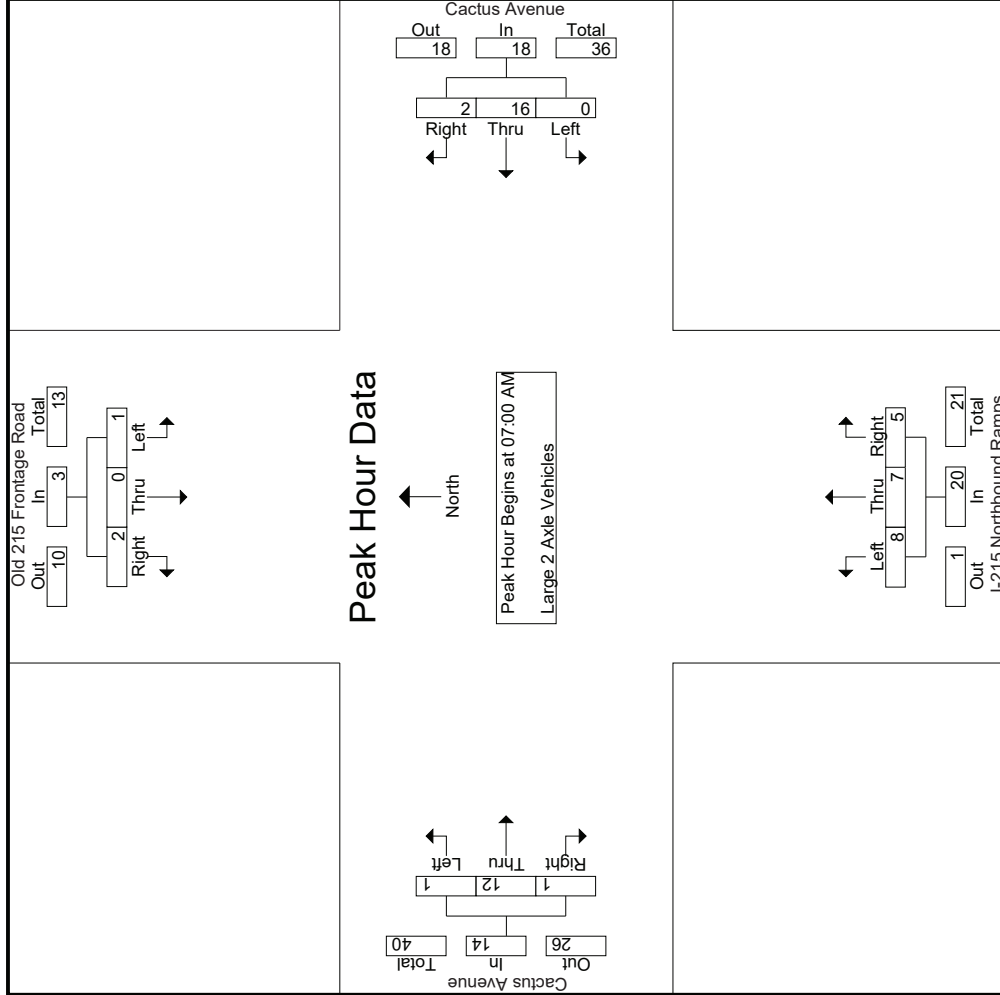 Cactus Avenue
Out In Total
18 18 36
2 16 0
Right Thru Left
Old 215 Frontage Road
Out In Total
10 3 13
2 0 1
Right Thru Left
Peak Hour Data
North
Peak Hour Begins at 07:00 AM
Large 2 Axle Vehicles
Left Thru Right
8 7 5
Out In Total
1 20 21
I-215 Northbound Ramps
Left Thru Right
1 12 1
Total In Out
40 14 26
Cactus Avenue